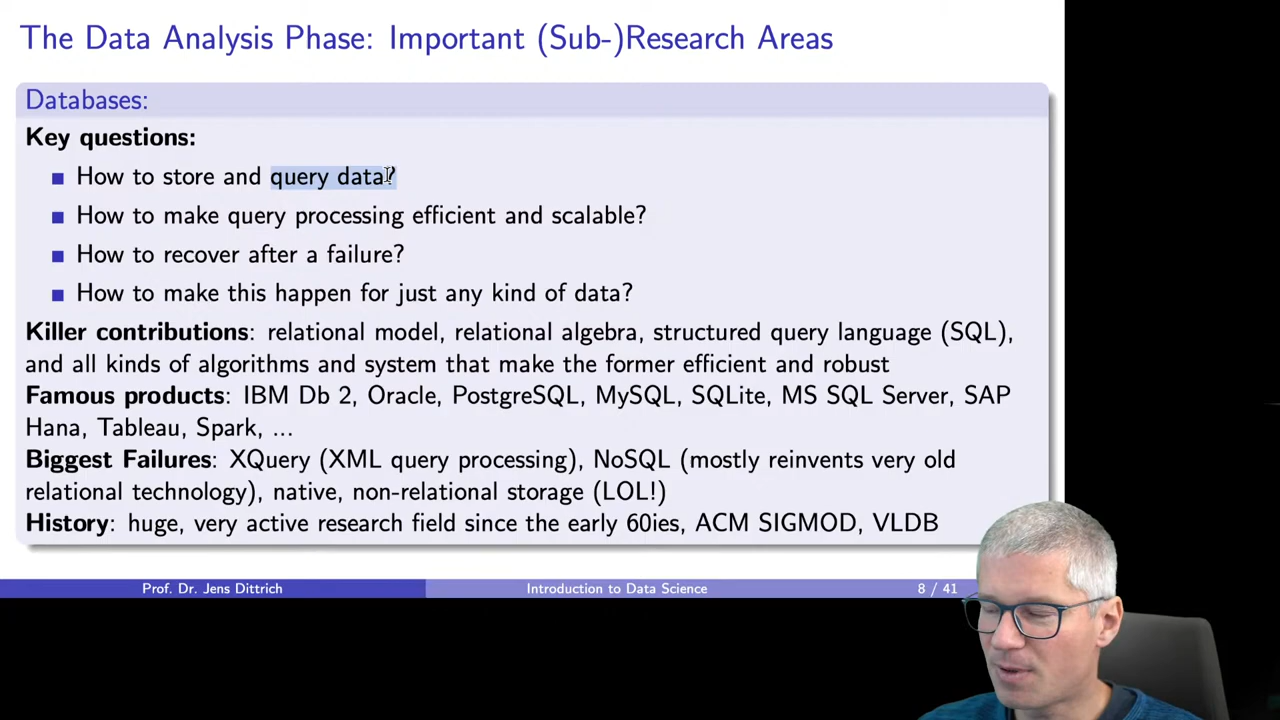 The Data Analysis Phase: Important (Sub-)Research Areas
Databases:
Key questions:
How to store and query data?
How to make query processing efficient and scalable?
How to recover after a failure?
How to make this happen for just any kind of data?
Killer contributions: relational model, relational algebra, structured query language (SQL),
and all kinds of algorithms and system that make the former efficient and robust
Famous products: IBM Db 2, Oracle, PostgreSQL, MySQL, SQLite, MS SQL Server, SAP
Hana, Tableau, Spark, ...
Biggest Failures: XQuery (XML query processing), NoSQL (mostly reinvents very old
relational technology), native, non-relational storage (LOL!)
History: huge, very active research field since the early 60ies, ACM SIGMOD, VLDB
Prof. Dr. Jens Dittrich
Introduction to Data Science
8 / 41